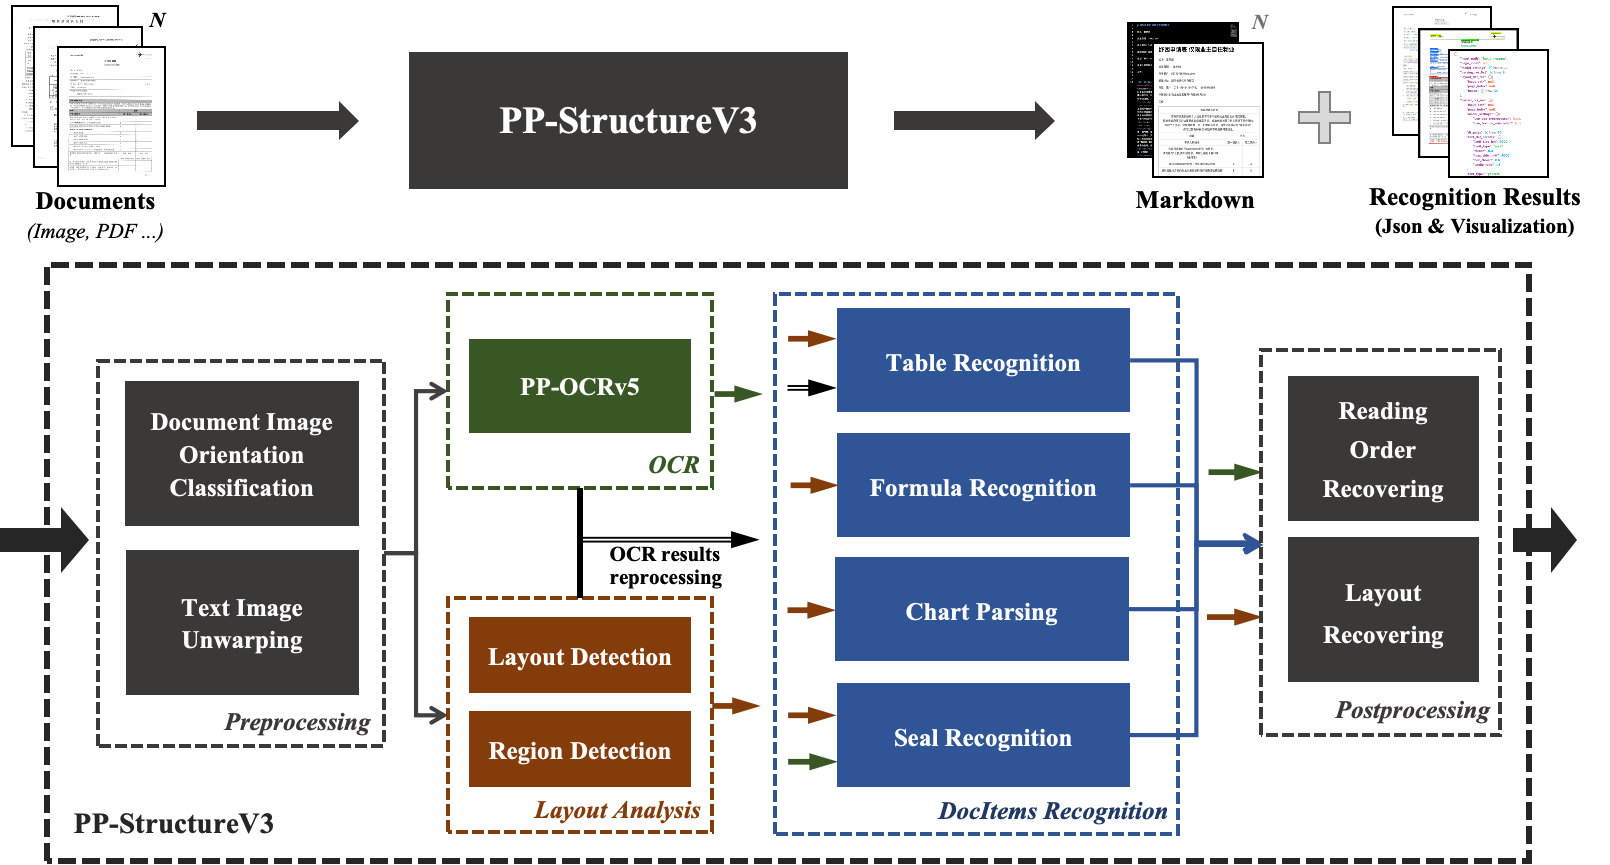 N
Documents
(Image, PDF ...)
PP-StructureV3
N
Markdown
Recognition Results
(Json & Visualization)
Document Image
Orientation
Classification
Text Image
Unwarping
Preprocessing
PP-OCRv5
OCR
OCR results
reprocessing
Layout Detection
Region Detection
Layout Analysis
Table Recognition
Formula Recognition
Chart Parsing
Seal Recognition
DocItems Recognition
Reading
Order
Recovering
Layout
Recovering
Postprocessing
PP-StructureV3